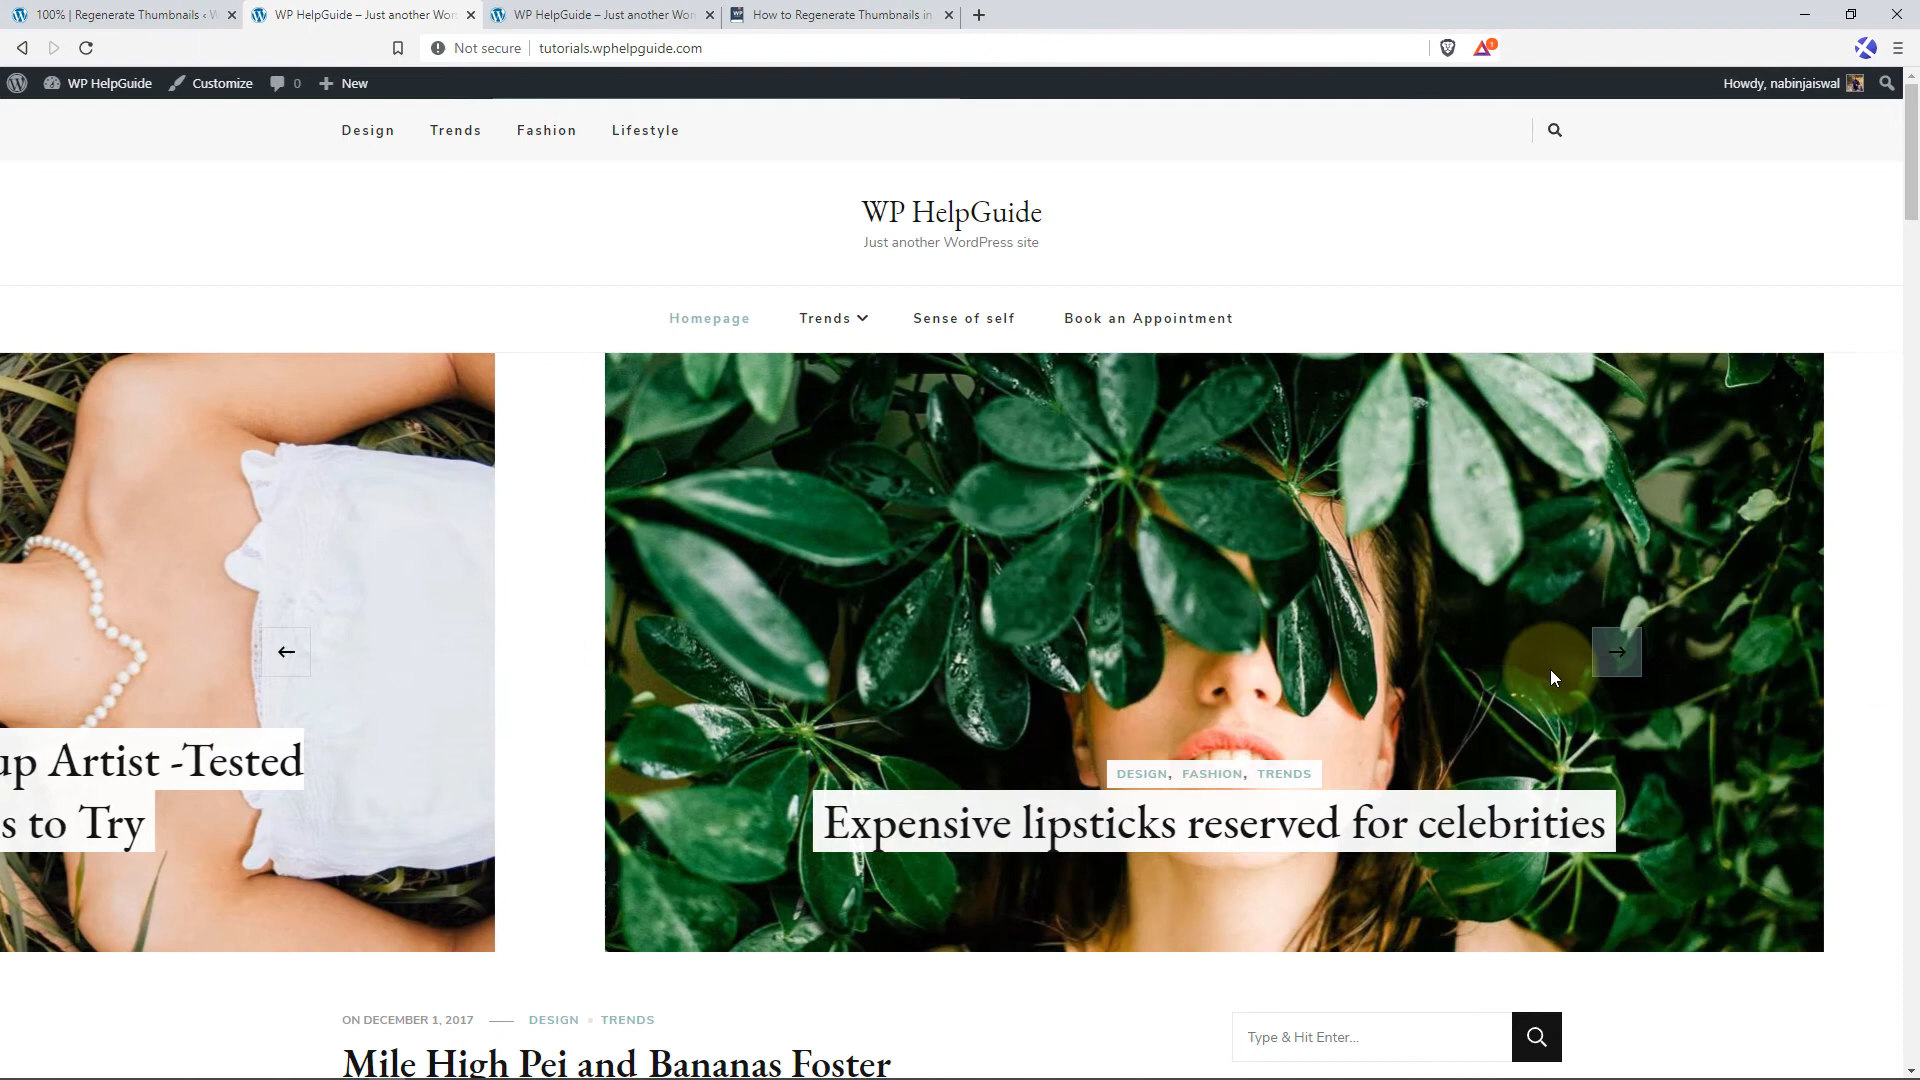 100% | Regenerate Thumbnails ‹ W
WP HelpGuide – Just another Wor
WP HelpGuide – Just another Wor
How to Regenerate Thumbnails in
Not secure
tutorials.wphelpguide.com
1
WP HelpGuide
Customize
0
New
Howdy, nabinjaiswal
Design
Trends
Fashion
Lifestyle
WP HelpGuide
Just another WordPress site
Homepage
Trends
Sense of self
Book an Appointment
up Artist -Tested
s to Try
DESIGN, FASHION, TRENDS
Expensive lipsticks reserved for celebrities
ON DECEMBER 1, 2017
DESIGN • TRENDS
Type & Hit Enter...
Mile High Pei and Bananas Foster